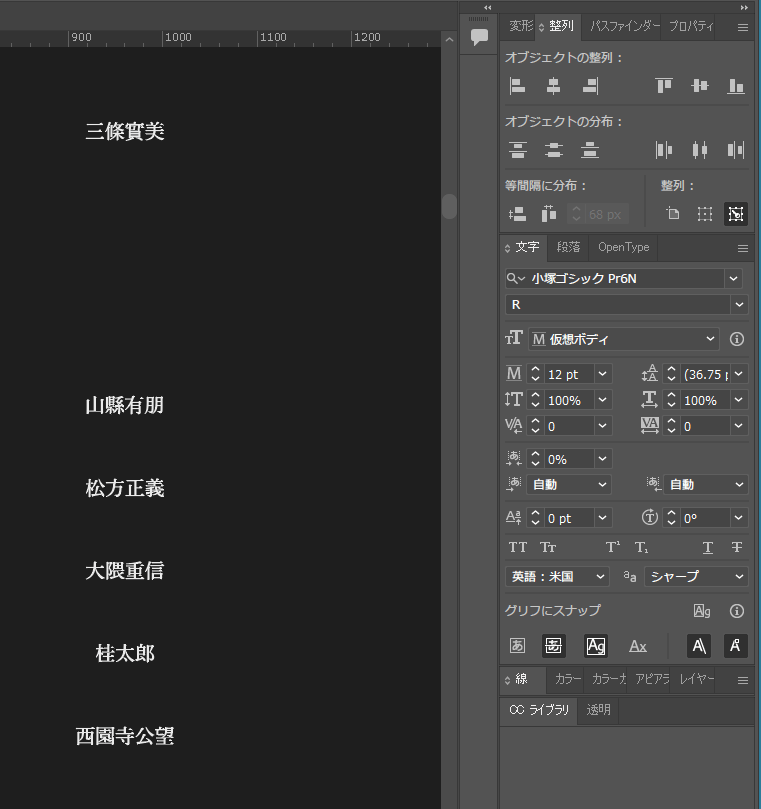 900
1000
1100
1200
三條實美
山縣有朋
松方正義
大隈重信
桂太郎
西園寺公望
変形 整列 パスファインダー プロパティ
オブジェクトの整列：
オブジェクトの分布：
等間隔に分布： 整列：
68 px
文字 段落 OpenType
小塚ゴシック Pr6N
R
仮想ボディ
12 pt (36.75
100% 100%
0 0
0%
自動 自動
0 pt 0°
英語：米国 シャープ
グリフにスナップ
線 カラー カラーカ アピアラ レイヤー
CC ライブラリ 透明